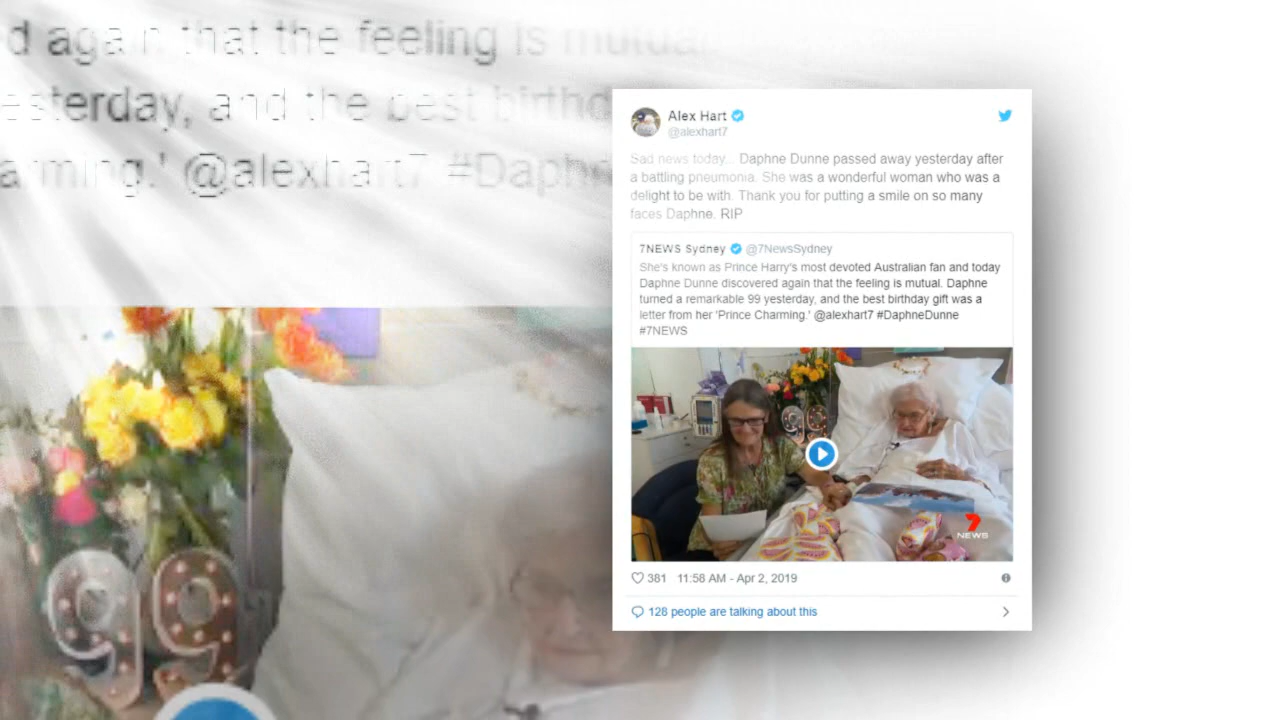 d again that the feeling is mutual.
esterday, and the best birthd
arming.' @alexhart7 #Daphn
99
Alex Hart
@alexhart7
Sad news today... Daphne Dunne passed away yesterday after
a battling pneumonia. She was a wonderful woman who was a
delight to be with. Thank you for putting a smile on so many
faces Daphne. RIP
7NEWS Sydney @7NewsSydney
She's known as Prince Harry's most devoted Australian fan and today
Daphne Dunne discovered again that the feeling is mutual. Daphne
turned a remarkable 99 yesterday, and the best birthday gift was a
letter from her 'Prince Charming.' @alexhart7 #DaphneDunne
#7NEWS
99
7
NEWS
381 11:58 AM - Apr 2, 2019
128 people are talking about this